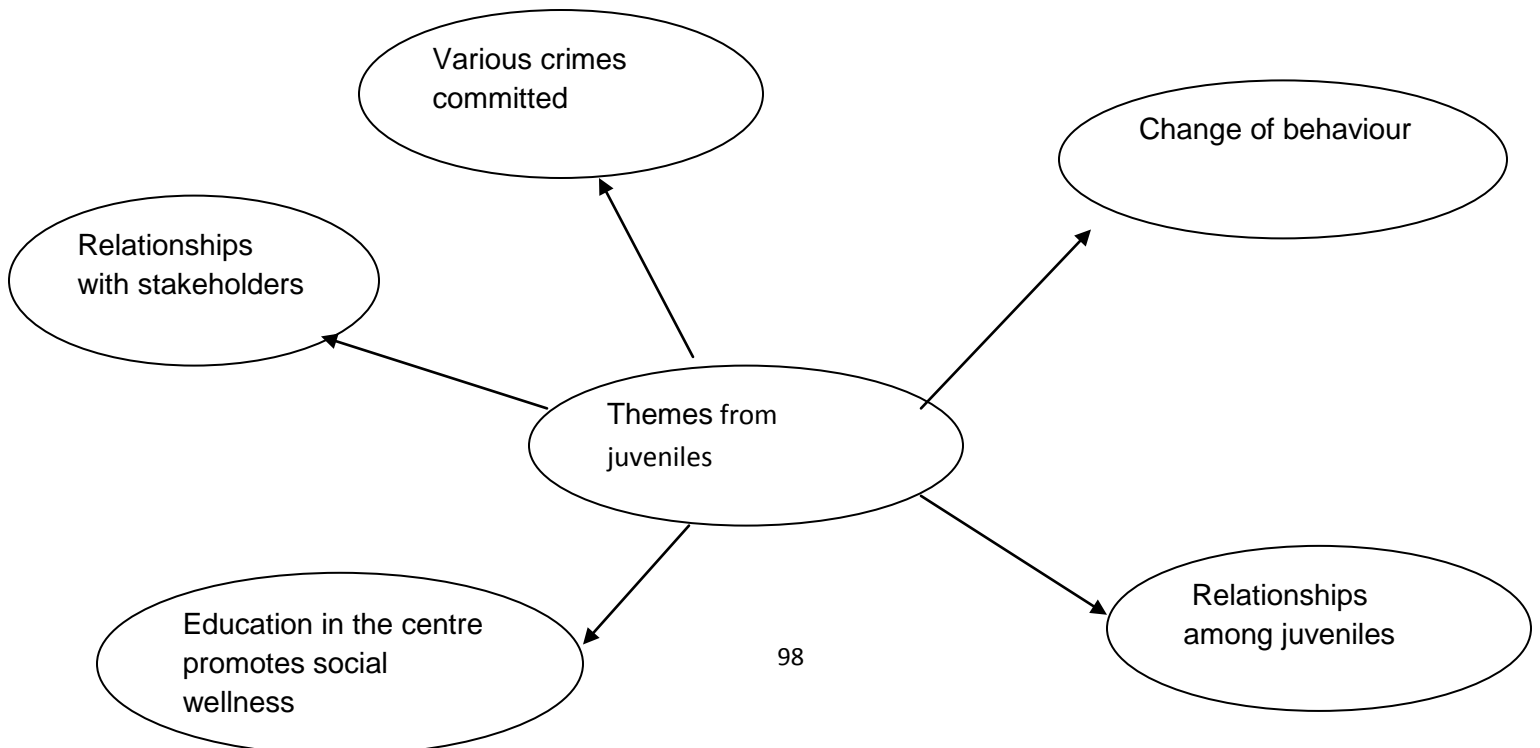 Various crimes
committed
Change of behaviour
Relationships
with stakeholders
Themes from
juveniles
Education in the centre
promotes social
wellness
98
Relationships
among juveniles